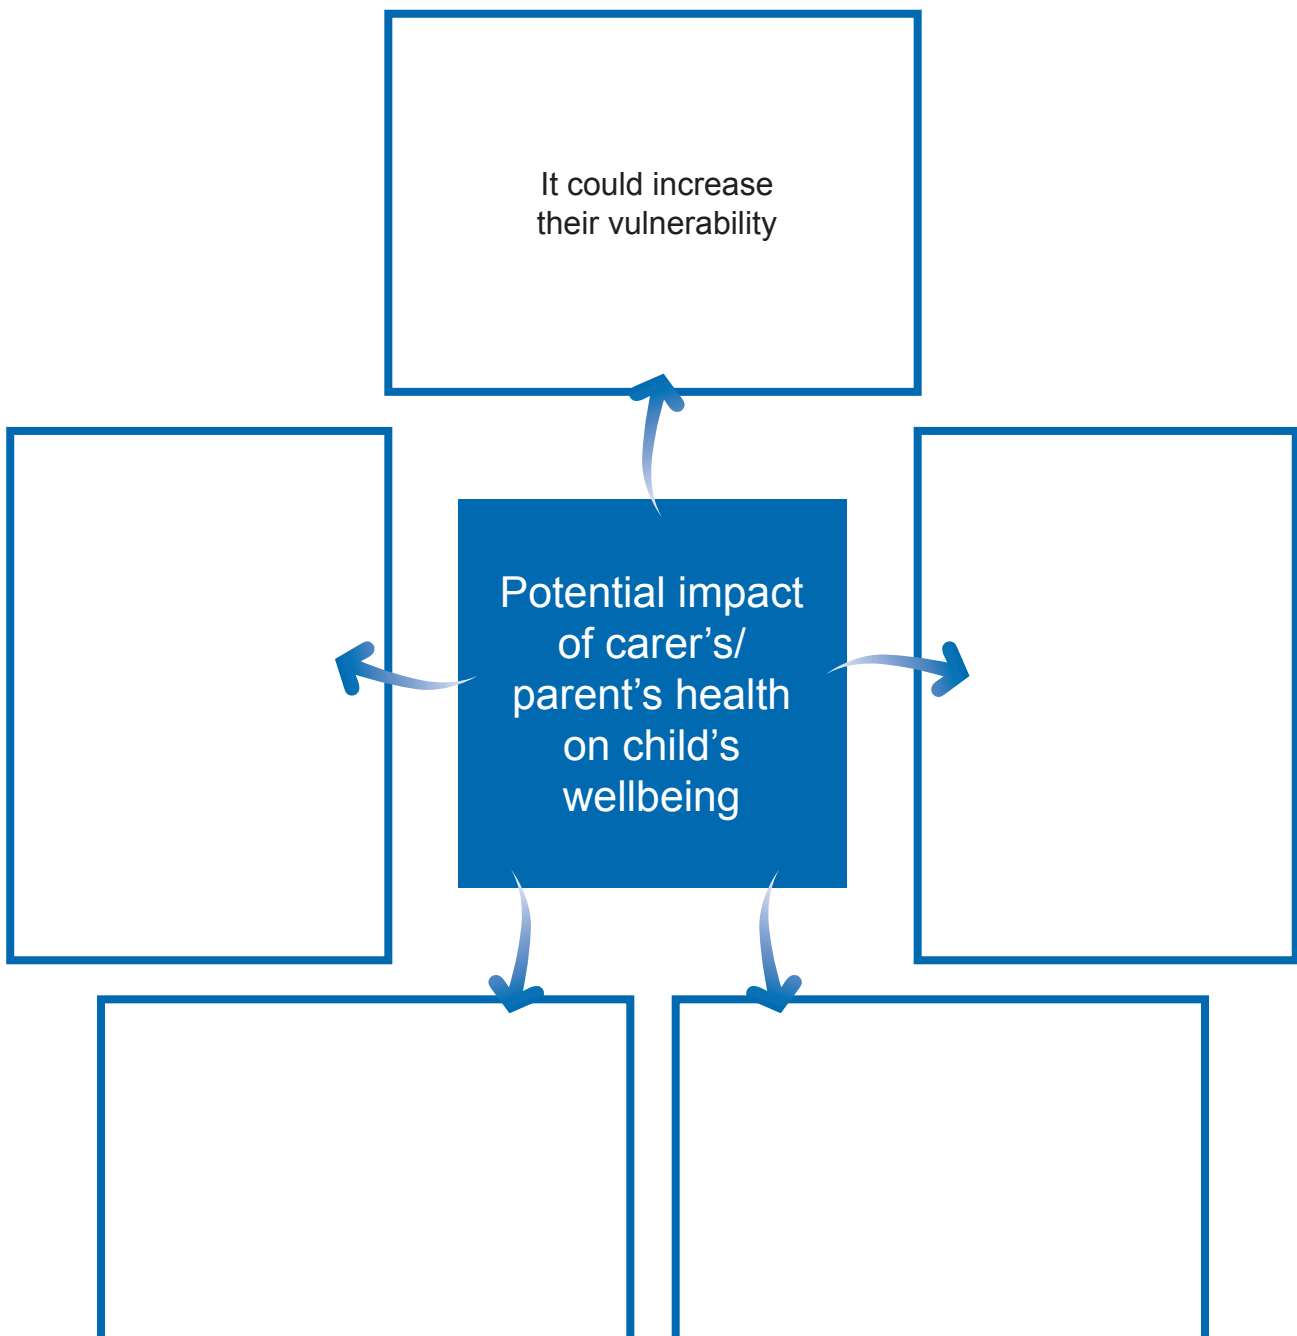 It could increase
their vulnerability
Potential impact
of carer’s/
parent’s health
on child’s
wellbeing